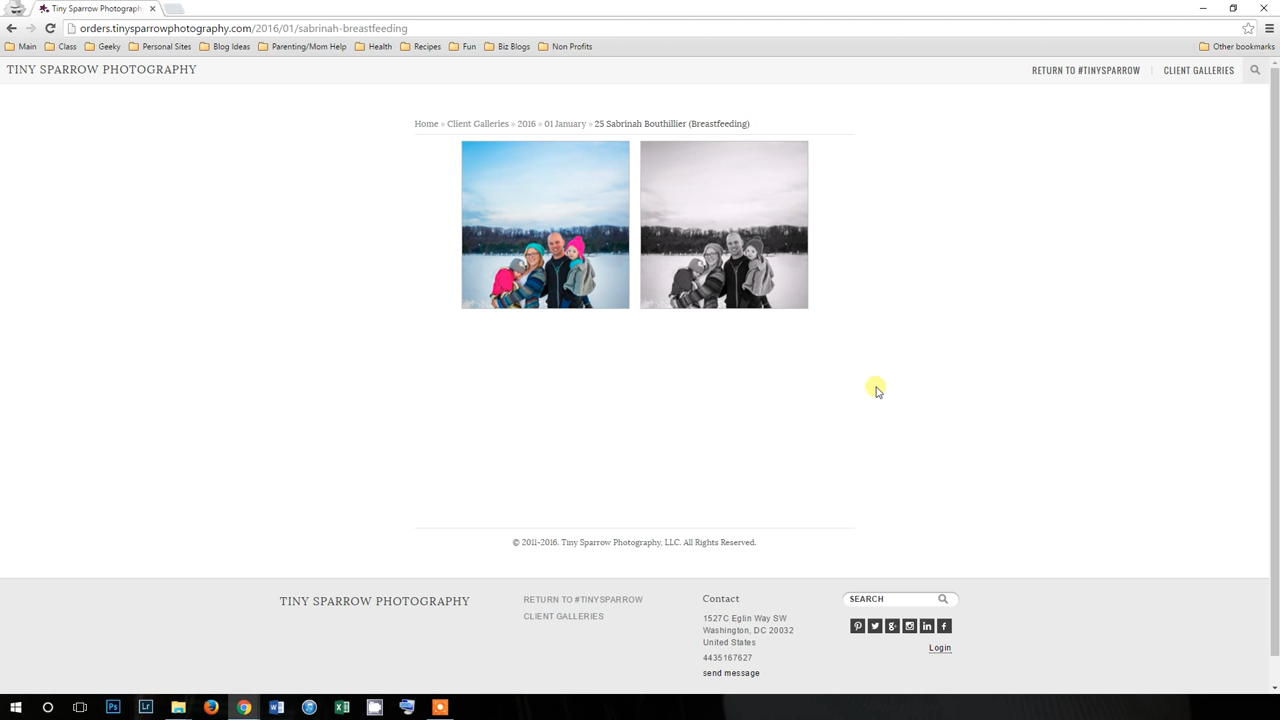 Tiny Sparrow Photograph
orders.tinysparrowphotography.com/2016/01/sabrinah-breastfeeding
Main
Class
Geeky
Personal Sites
Blog Ideas
Parenting/Mom Help
Health
Recipes
Fun
Biz Blogs
Non Profits
Other bookmarks
TINY SPARROW PHOTOGRAPHY
RETURN TO #TINYSPARROW
CLIENT GALLERIES
Home » Client Galleries » 2016 » 01 January » 25 Sabrinah Bouthillier (Breastfeeding)
© 2011-2016. Tiny Sparrow Photography, LLC. All Rights Reserved.
TINY SPARROW PHOTOGRAPHY
RETURN TO #TINYSPARROW
CLIENT GALLERIES
Contact
1527C Eglin Way SW
Washington, DC 20032
United States
4435167627
send message
SEARCH
Login